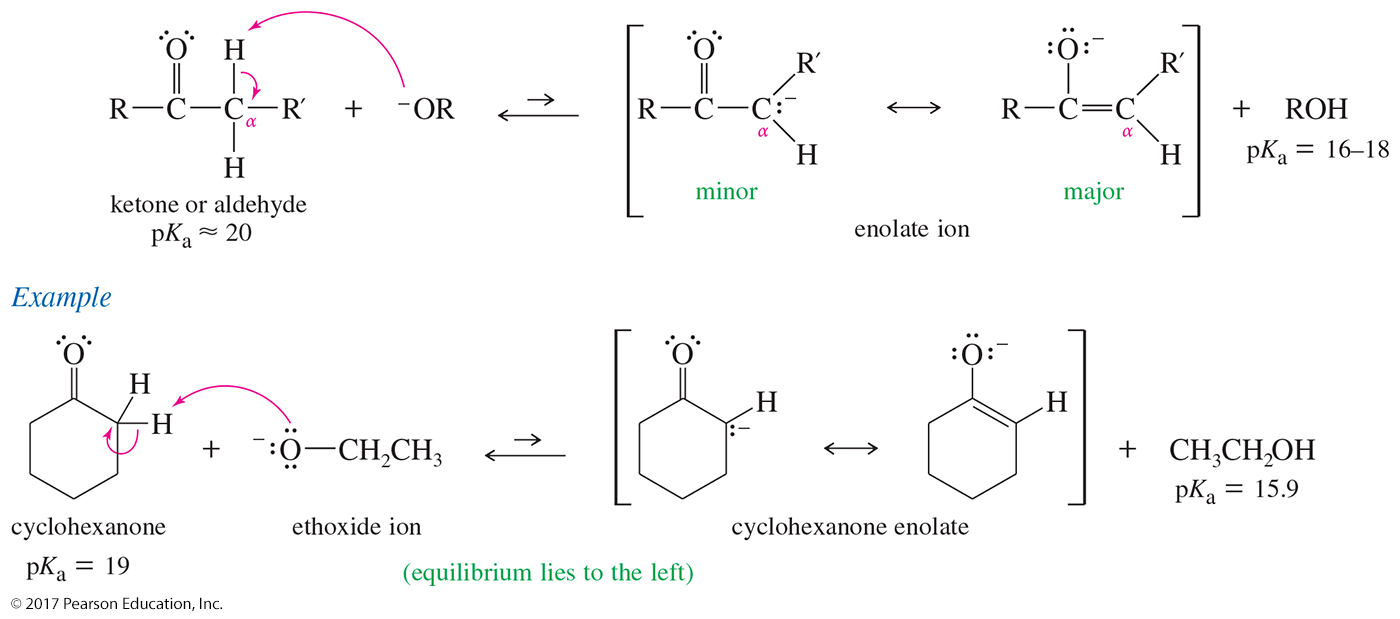 O H O R′ :O:−
R—C—C—R′ + −OR R—C—C:− ⟷ R—C=C + ROH
α α α
H H H pKa = 16–18
ketone or aldehyde minor major
pKa ≈ 20 enolate ion
Example
O H O H :O:− H
H + −:O—CH2CH3 :− + CH3CH2OH
pKa = 15.9
cyclohexanone ethoxide ion cyclohexanone enolate
pKa = 19 (equilibrium lies to the left)
© 2017 Pearson Education, Inc.